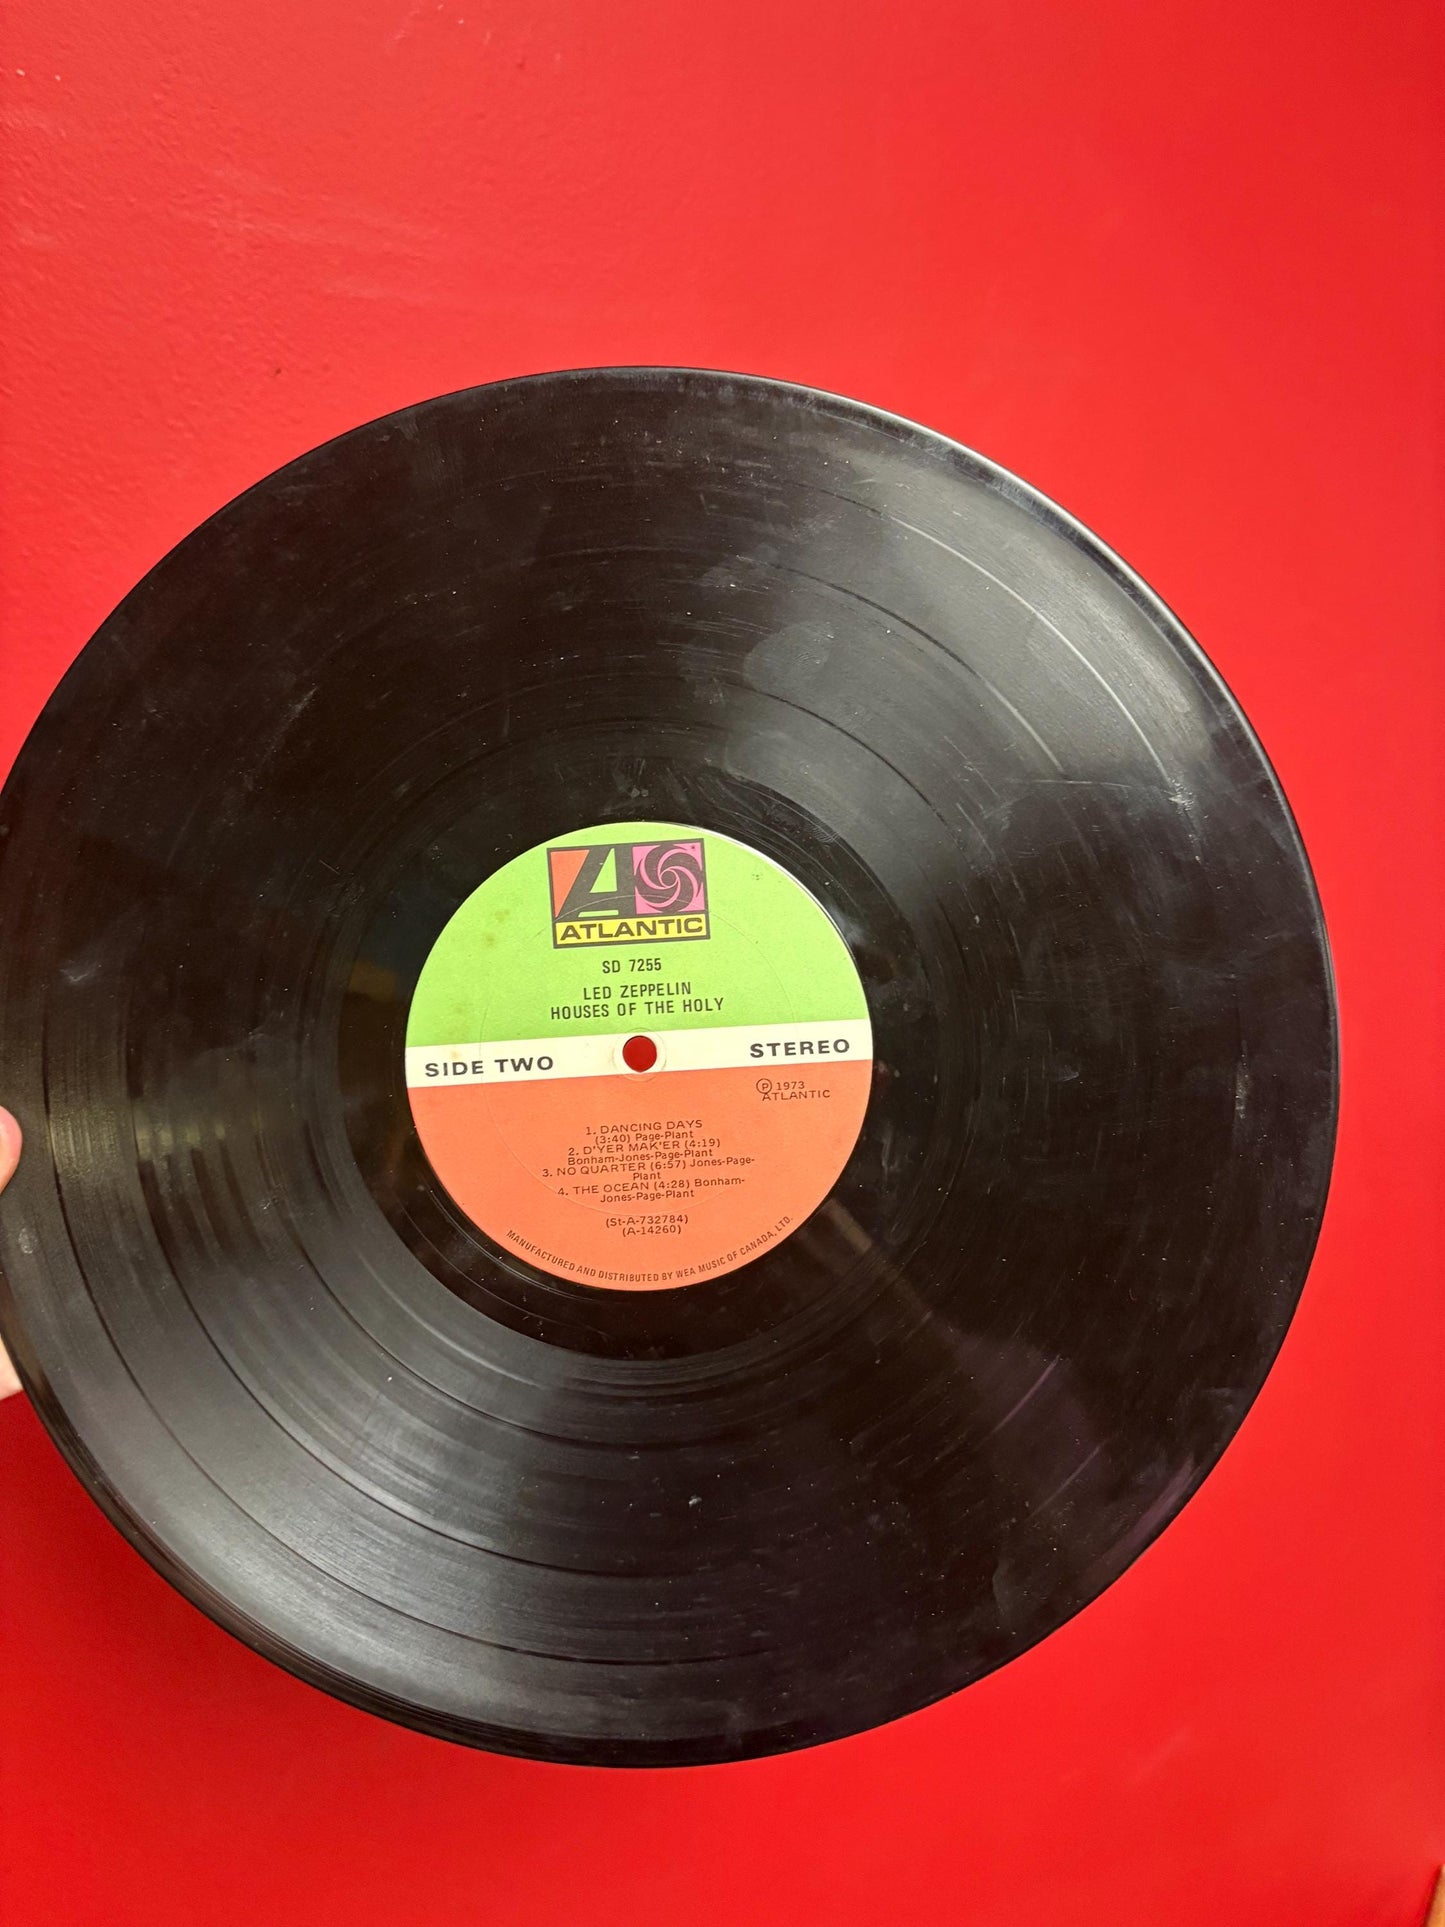 ATLANTIC
SD 7255
LED ZEPPELIN
HOUSES OF THE HOLY
SIDE TWO
STEREO
℗ 1973
ATLANTIC
1. DANCING DAYS
(3:40) Page-Plant
2. D'YER MAK'ER (4:19)
Bonham-Jones-Page-Plant
3. NO QUARTER (6:57) Jones-Page-
Plant
4. THE OCEAN (4:28) Bonham-
Jones-Page-Plant
(St-A-732784)
(A-14260)
MANUFACTURED AND DISTRIBUTED BY WEA MUSIC OF CANADA, LTD.